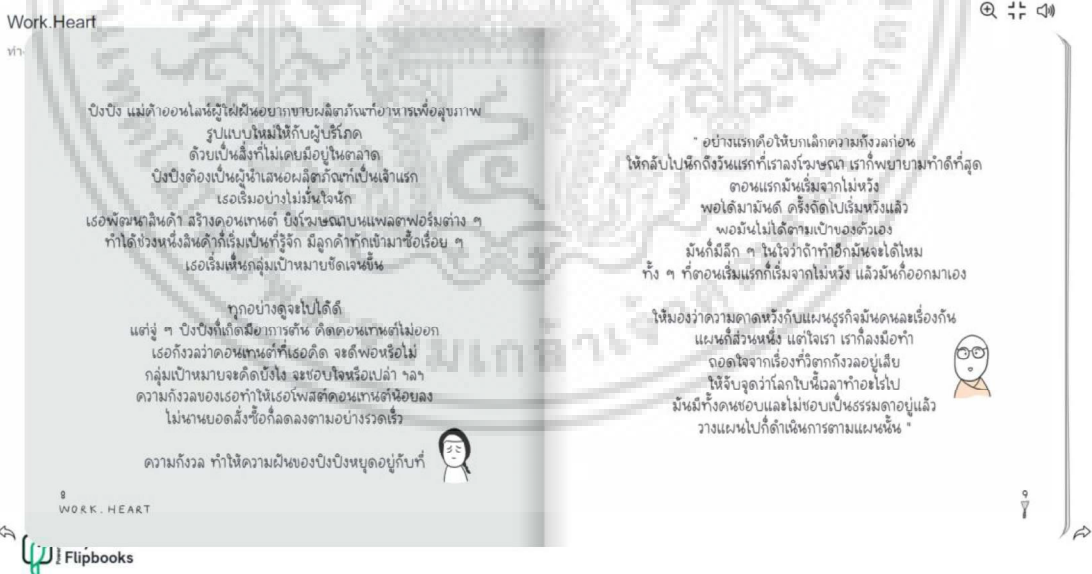 Work.Heart
ทำ
ปิงปิง แม่ค้าออนไลน์ผู้ใฝ่ฝันอยากขายผลิตภัณฑ์อาหารเพื่อสุขภาพ
รูปแบบใหม่ให้กับผู้บริโภค
ด้วยเป็นสิ่งที่ไม่เคยมีอยู่ในตลาด
ปิงปิงต้องเป็นผู้นำเสนอผลิตภัณฑ์เป็นเจ้าแรก
เธอเริ่มอย่างไม่มั่นใจนัก
เธอพัฒนาสินค้า สร้างคอนเทนต์ ยิงโฆษณาบนแพลตฟอร์มต่าง ๆ
ทำได้ช่วงหนึ่งสินค้าก็เริ่มเป็นที่รู้จัก มีลูกค้าทักเข้ามาซื้อเรื่อย ๆ
เธอเริ่มเห็นกลุ่มเป้าหมายชัดเจนขึ้น
ทุกอย่างดูจะไปได้ดี
แต่จู่ ๆ ปิงปิงก็เกิดมีอาการตัน คิดคอนเทนต์ไม่ออก
เธอกังวลว่าคอนเทนต์ที่เธอคิด จะดีพอหรือไม่
กลุ่มเป้าหมายจะคิดยังไง จะชอบใจหรือเปล่า ฯลฯ
ความกังวลของเธอทำให้เธอโพสต์คอนเทนต์น้อยลง
ไม่นานยอดสั่งซื้อก็ลดลงตามอย่างรวดเร็ว
ความกังวล ทำให้ความฝันของปิงปิงหยุดอยู่กับที่
8
WORK.HEART
" อย่างแรกคือให้ยกเลิกความกังวลก่อน
ให้กลับไปนึกถึงวันแรกที่เราลงโฆษณา เราก็พยายามทำดีที่สุด
ตอนแรกมันเริ่มจากไม่หวัง
พอได้มามันดี ครั้งถัดไปเริ่มหวังแล้ว
พอมันไม่ได้ตามเป้าของตัวเอง
มันก็มีลึก ๆ ในใจว่าถ้าทำอีกมันจะได้ไหม
ทั้ง ๆ ที่ตอนเริ่มแรกก็เริ่มจากไม่หวัง แล้วมันก็ออกมาเอง
ให้มองว่าความคาดหวังกับแผนธุรกิจมันคนละเรื่องกัน
แผนก็ส่วนหนึ่ง แต่ใจเรา เราก็ลงมือทำ
ถอดใจจากเรื่องที่วิตกกังวลอยู่เสีย
ให้จับจุดว่าโลกใบนี้เวลาทำอะไรไป
มันมีทั้งคนชอบและไม่ชอบเป็นธรรมดาอยู่แล้ว
วางแผนไปก็ดำเนินการตามแผนนั้น "
9
Flipbooks